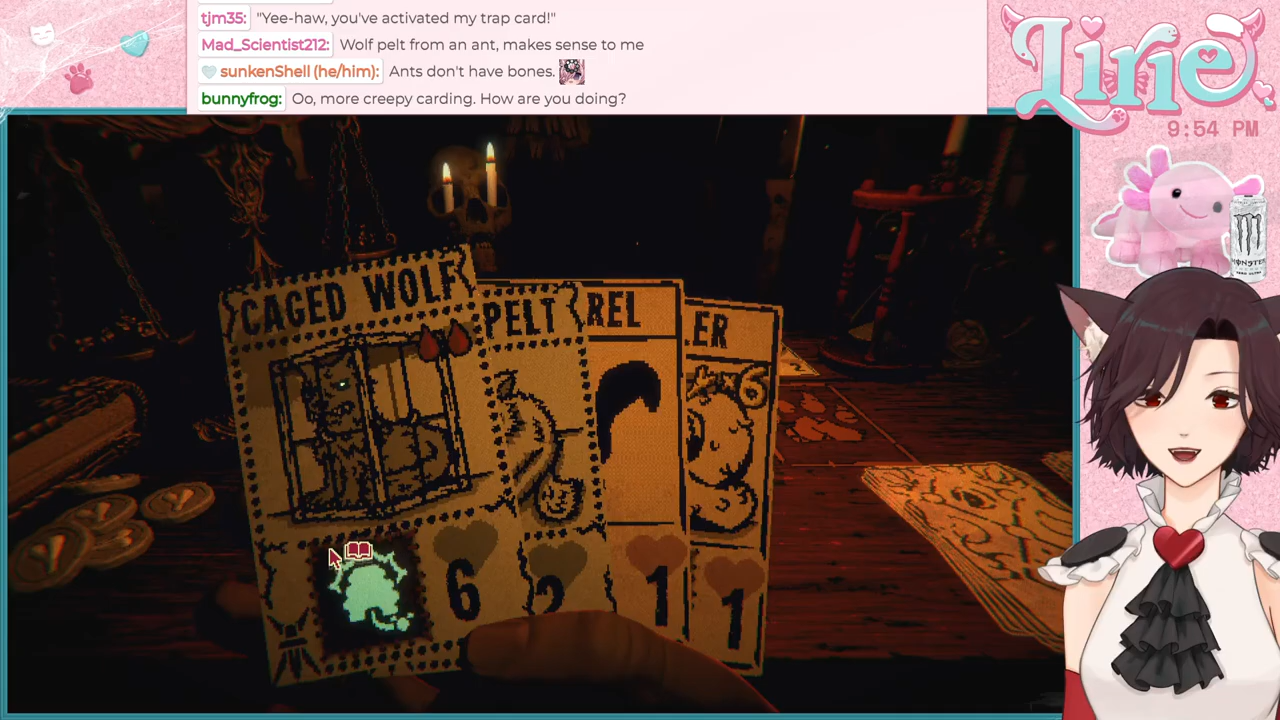 tjm35: "Yee-haw, you've activated my trap card!"
Mad_Scientist212: Wolf pelt from an ant, makes sense to me
sunkenShell (he/him): Ants don't have bones.
bunnyfrog: Oo, more creepy carding. How are you doing?
Lirie
9:54 PM
MONSTER
CAGED WOLF
PELT
REL
ER
6
2
1
1